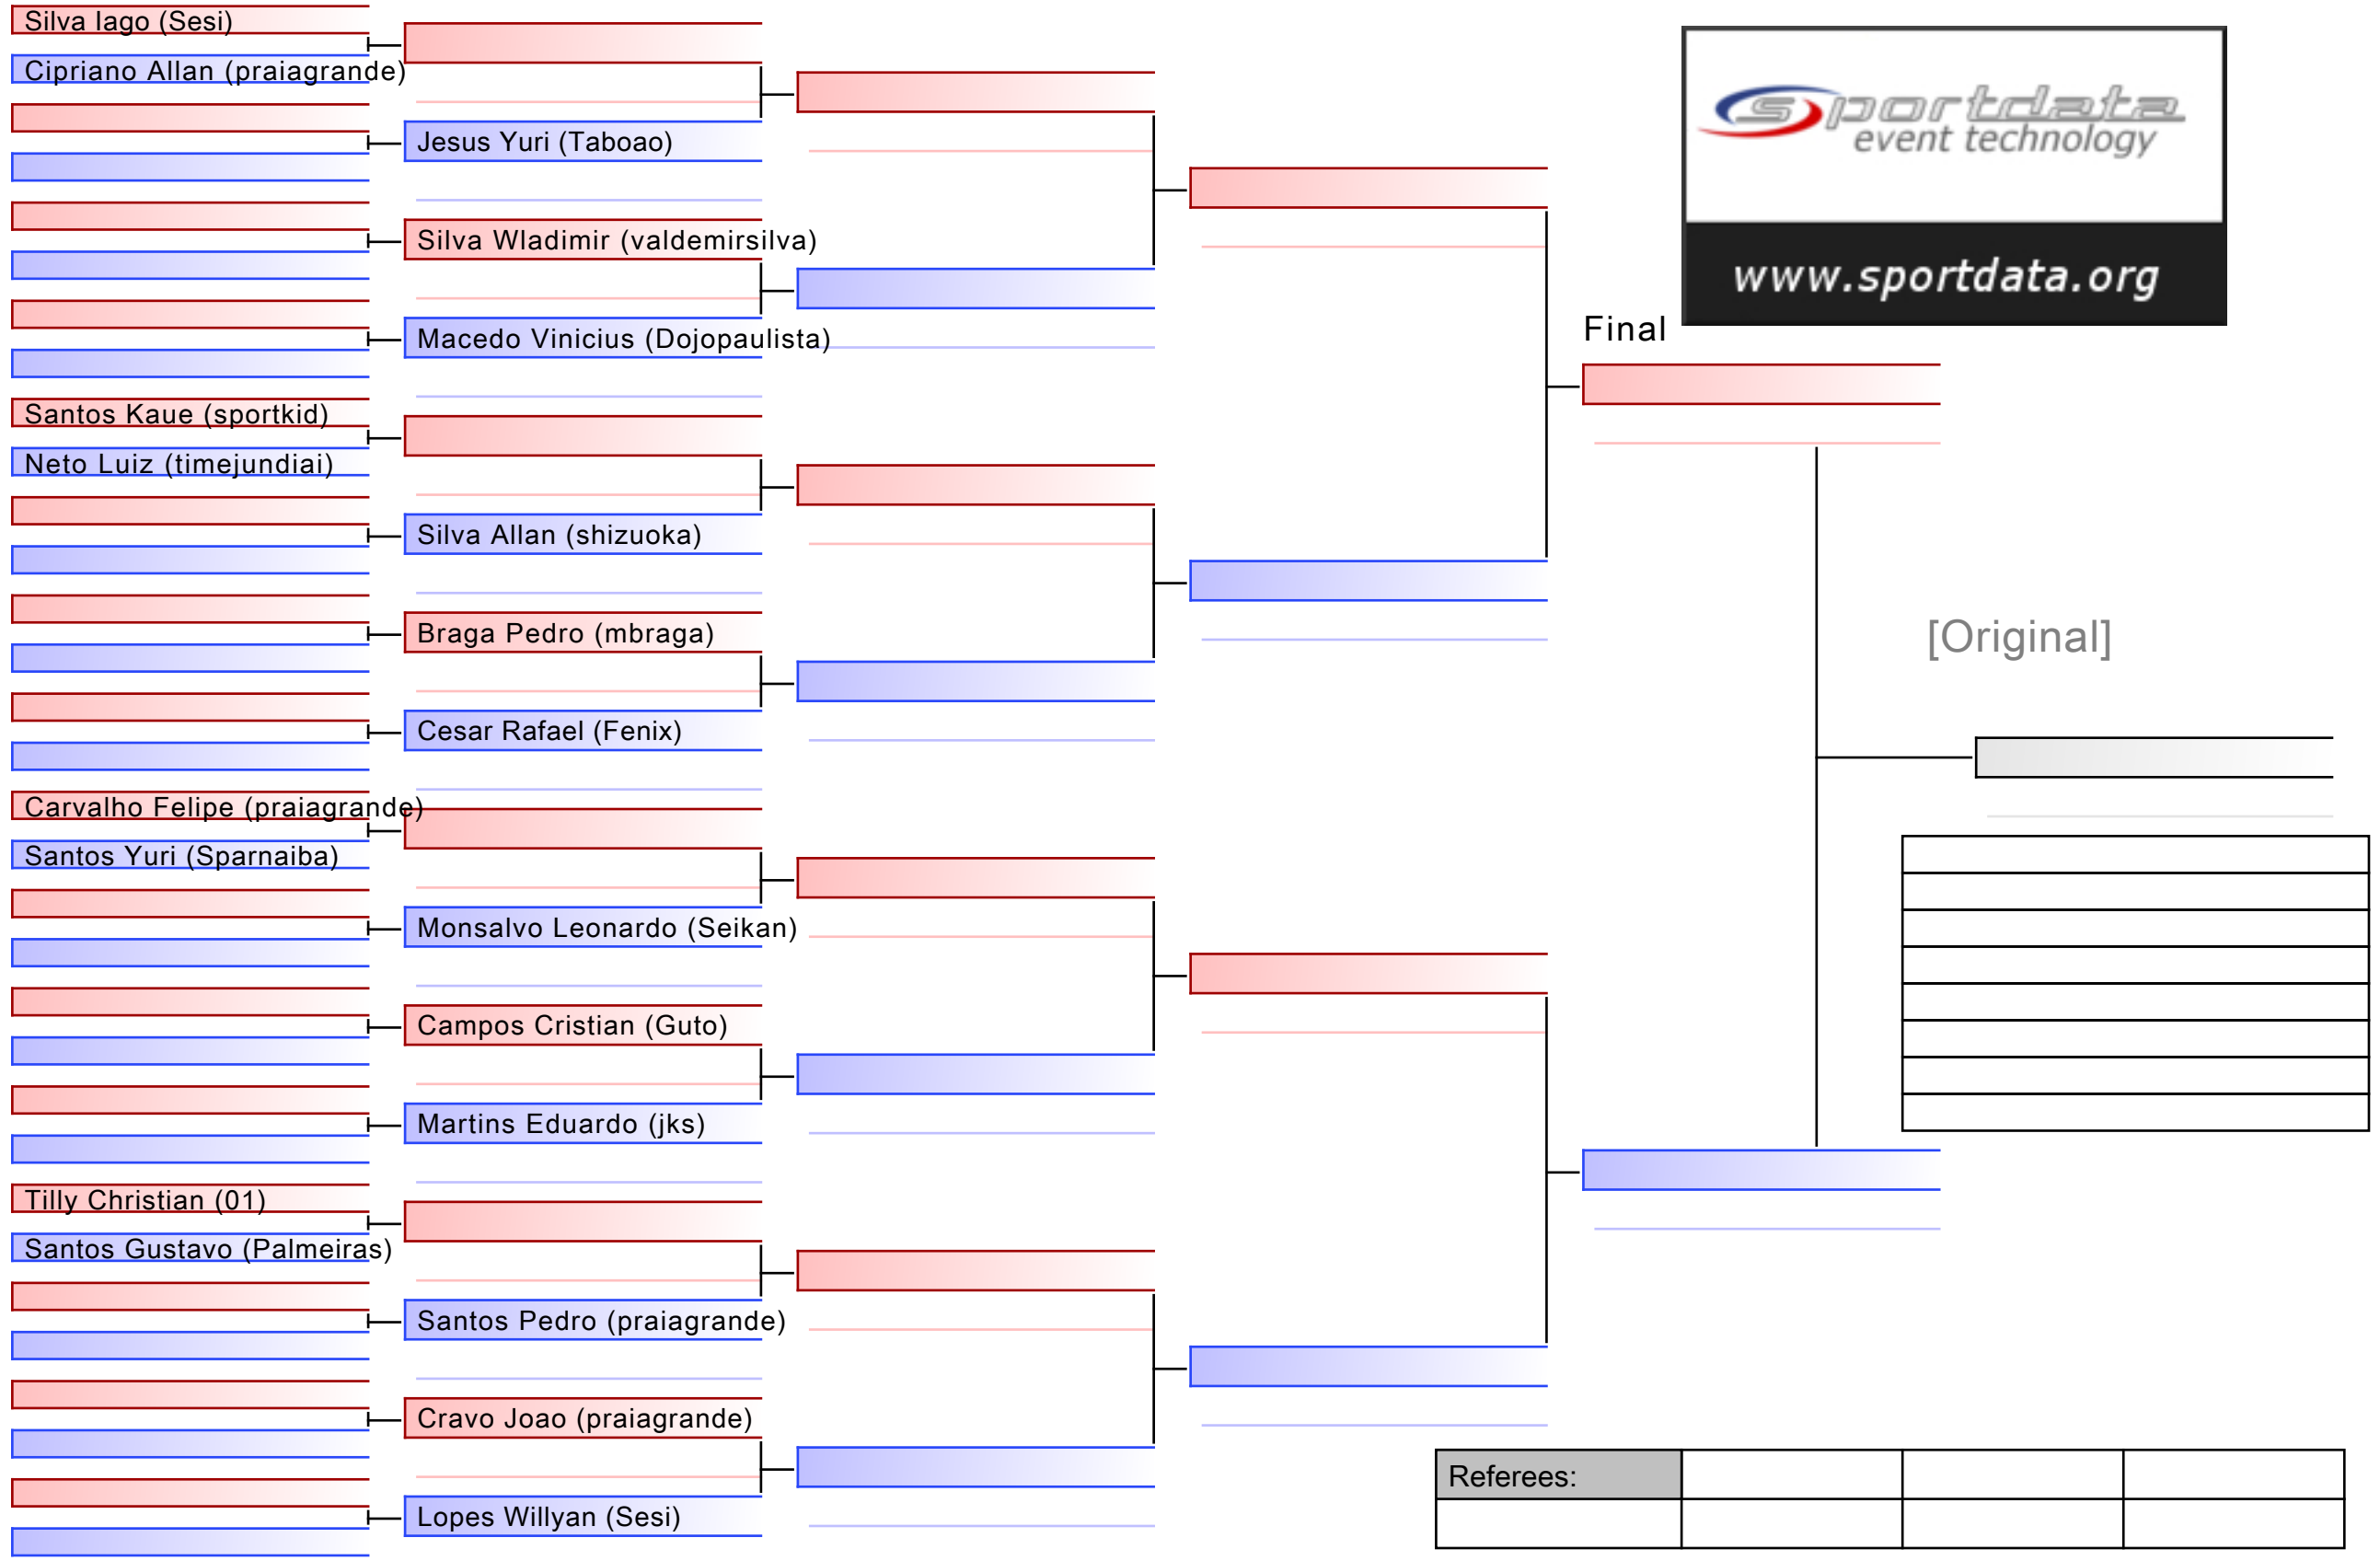 Silva Iago (Sesi)
Cipriano Allan (praiagrande)
Jesus Yuri (Taboao)
Silva Wladimir (valdemirsilva)
Macedo Vinicius (Dojopaulista)
Santos Kaue (sportkid)
Neto Luiz (timejundiai)
Silva Allan (shizuoka)
Braga Pedro (mbraga)
Cesar Rafael (Fenix)
Carvalho Felipe (praiagrande)
Santos Yuri (Sparnaiba)
Monsalvo Leonardo (Seikan)
Campos Cristian (Guto)
Martins Eduardo (jks)
Tilly Christian (01)
Santos Gustavo (Palmeiras)
Santos Pedro (praiagrande)
Cravo Joao (praiagrande)
Lopes Willyan (Sesi)
sportdata
event technology
www.sportdata.org
Final
[Original]
Referees: